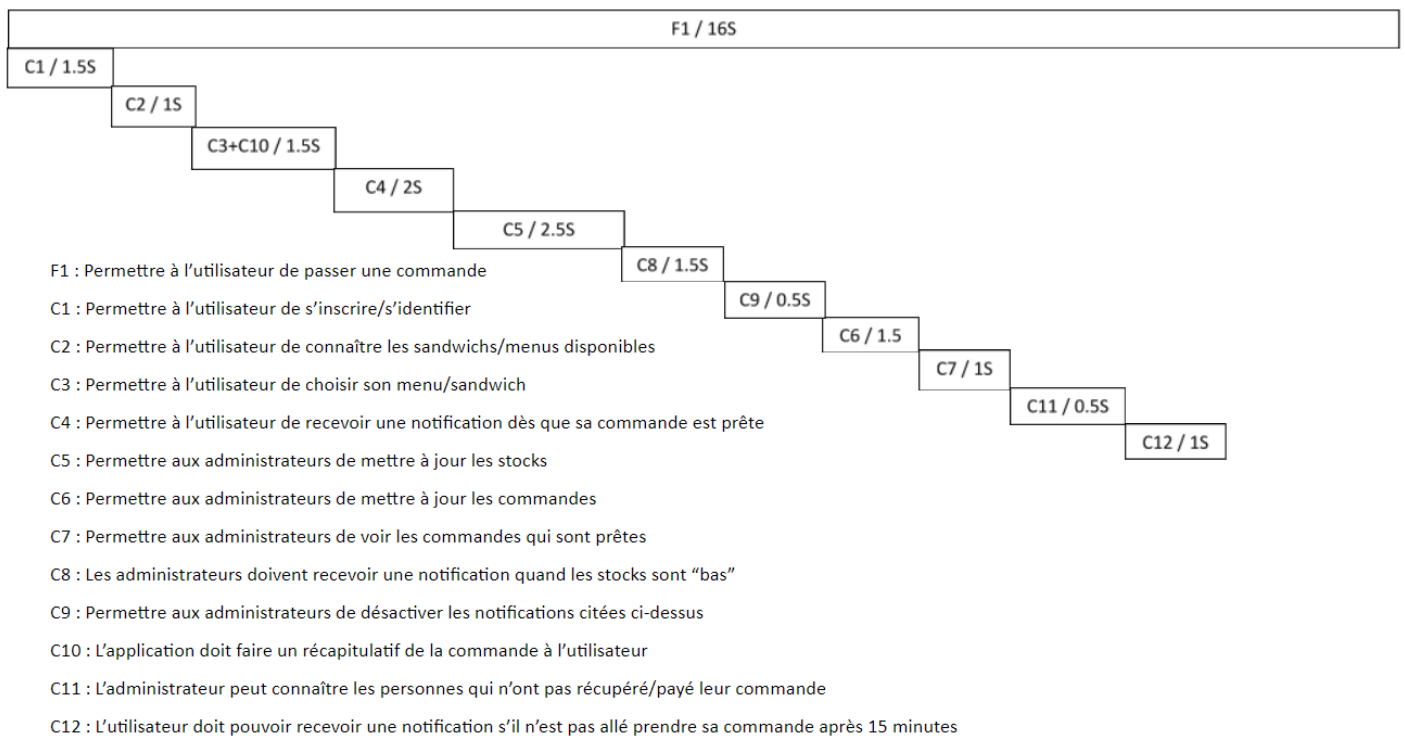 F1 / 16S
C1 / 1.5S
C2 / 1S
C3+C10 / 1.5S
C4 / 2S
C5 / 2.5S
C8 / 1.5S
C9 / 0.5S
C6 / 1.5
C7 / 1S
C11 / 0.5S
C12 / 1S
F1 : Permettre à l’utilisateur de passer une commande
C1 : Permettre à l’utilisateur de s’inscrire/s’identifier
C2 : Permettre à l’utilisateur de connaître les sandwichs/menus disponibles
C3 : Permettre à l’utilisateur de choisir son menu/sandwich
C4 : Permettre à l’utilisateur de recevoir une notification dès que sa commande est prête
C5 : Permettre aux administrateurs de mettre à jour les stocks
C6 : Permettre aux administrateurs de mettre à jour les commandes
C7 : Permettre aux administrateurs de voir les commandes qui sont prêtes
C8 : Les administrateurs doivent recevoir une notification quand les stocks sont “bas”
C9 : Permettre aux administrateurs de désactiver les notifications citées ci-dessus
C10 : L’application doit faire un récapitulatif de la commande à l’utilisateur
C11 : L’administrateur peut connaître les personnes qui n’ont pas récupéré/payé leur commande
C12 : L’utilisateur doit pouvoir recevoir une notification s’il n’est pas allé prendre sa commande après 15 minutes